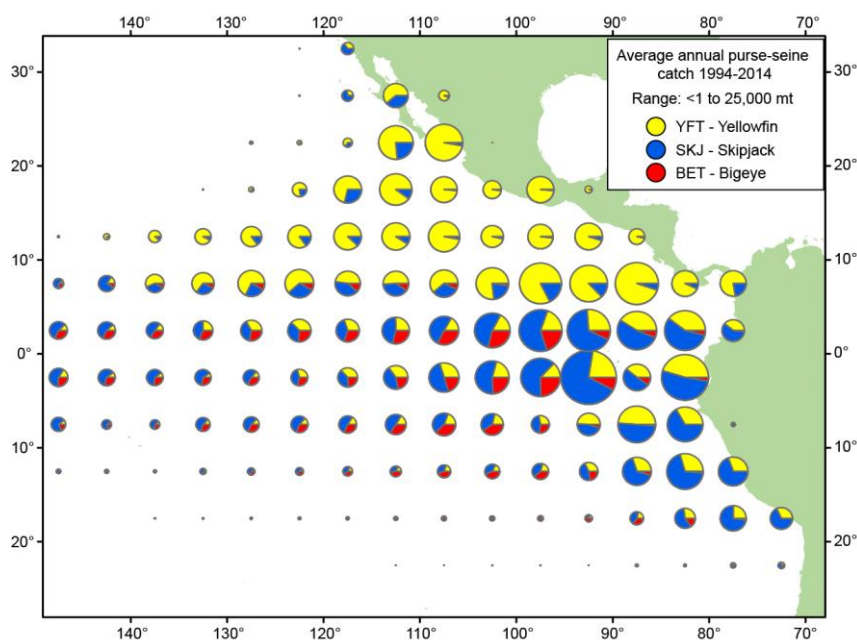 140° 130° 120° 110° 100° 90° 80°
30° 30°
20° 20°
10° 10°
0° 0°
10° 10°
20° 20°
140° 130° 120° 110° 100° 90° 80° 70°
Average annual purse-seine
catch 1994-2014
Range: <1 to 25,000 mt
YFT - Yellowfin
SKJ - Skipjack
BET - Bigeye